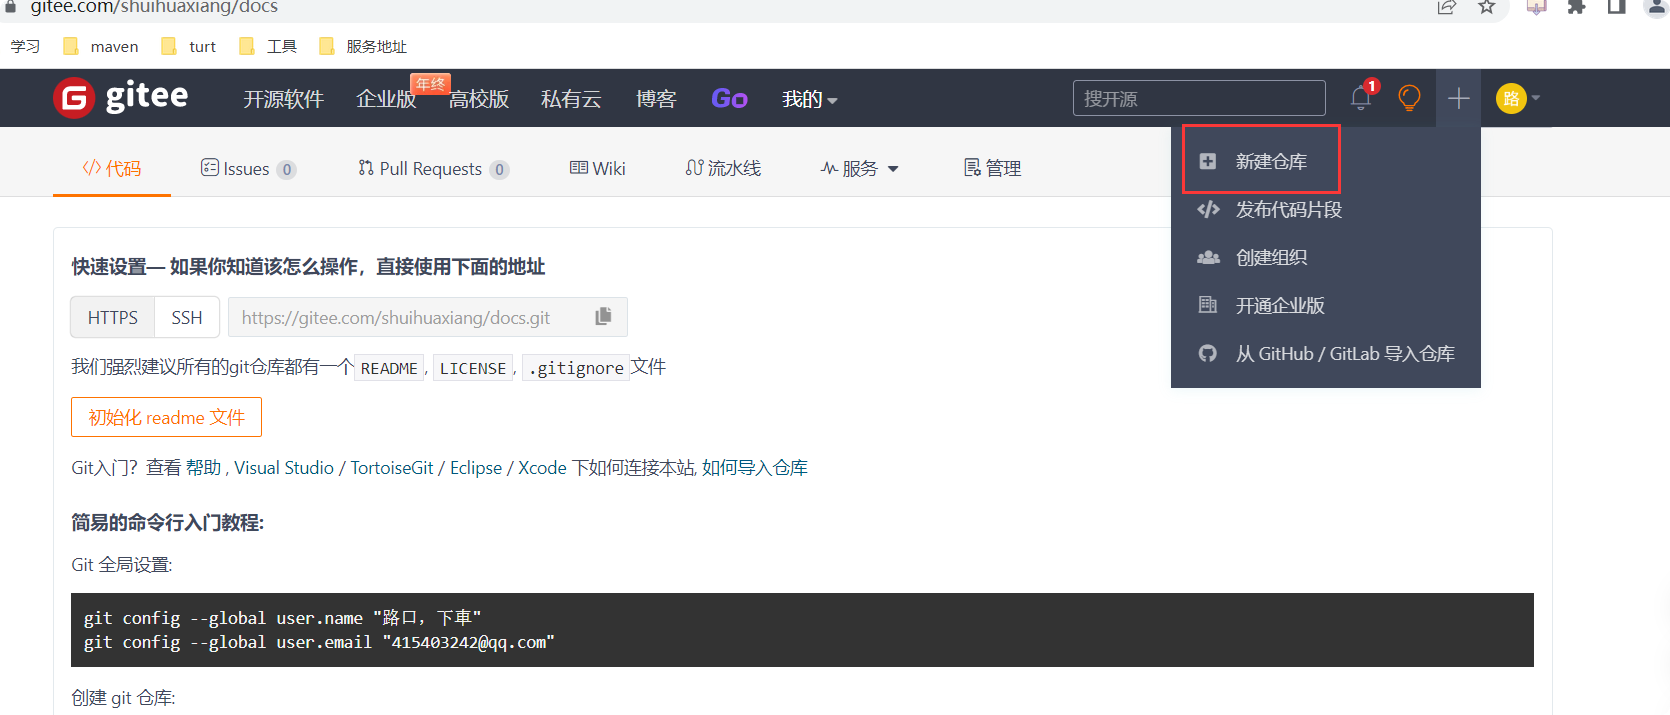 gitee.com/shuihuaxiang/docs
学习 maven turt 工具 服务地址
gitee 开源软件 企业版 年终 高校版 私有云 博客 Go 我的 搜开源 1 路
代码 Issues 0 Pull Requests 0 Wiki 流水线 服务 管理
新建仓库
发布代码片段
创建组织
开通企业版
从 GitHub / GitLab 导入仓库
快速设置— 如果你知道该怎么操作，直接使用下面的地址
HTTPS SSH https://gitee.com/shuihuaxiang/docs.git
我们强烈建议所有的git仓库都有一个 README, LICENSE, .gitignore 文件
初始化 readme 文件
Git入门？查看 帮助 , Visual Studio / TortoiseGit / Eclipse / Xcode 下如何连接本站, 如何导入仓库
简易的命令行入门教程:
Git 全局设置:
git config --global user.name "路口，下車"
git config --global user.email "415403242@qq.com"
创建 git 仓库: